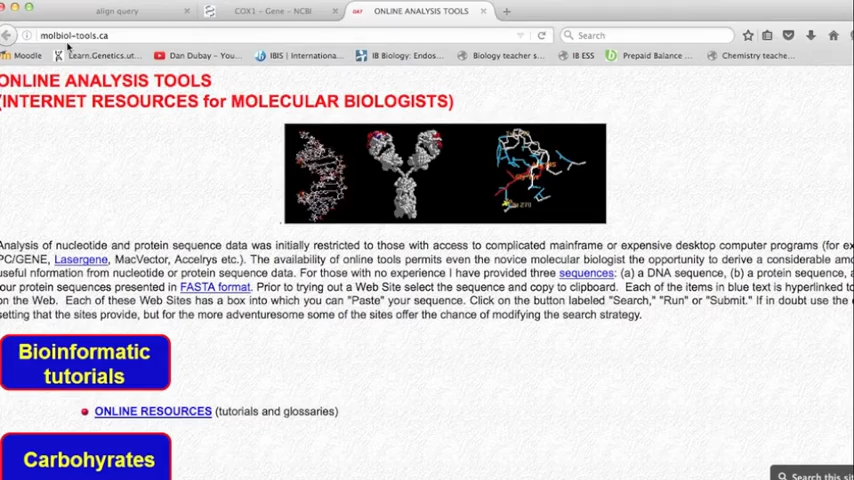 align query
COX1 - Gene - NCBI
ONLINE ANALYSIS TOOLS
molbiol-tools.ca
Search
Moodle
Learn.Genetics.ut...
Dan Dubay – Yo...
IBIS | Internationa...
IB Biology: Endos...
Biology teacher s...
IB ESS
Prepaid Balance ...
Chemistry teache...
ONLINE ANALYSIS TOOLS
(INTERNET RESOURCES for MOLECULAR BIOLOGISTS)
Analysis of nucleotide and protein sequence data was initially restricted to those with access to complicated mainframe or expensive desktop computer programs (for ex
PC/GENE, Lasergene, MacVector, Accelrys etc.). The availability of online tools permits even the novice molecular biologist the opportunity to derive a considerable amo
useful nformation from nucleotide or protein sequence data. For those with no experience I have provided three sequences: (a) a DNA sequence, (b) a protein sequence, a
four protein sequences presented in FASTA format. Prior to trying out a Web Site select the sequence and copy to clipboard. Each of the items in blue text is hyperlinked to
on the Web. Each of these Web Sites has a box into which you can "Paste" your sequence. Click on the button labeled "Search," "Run" or "Submit." If in doubt use the
setting that the sites provide, but for the more adventuresome some of the sites offer the chance of modifying the search strategy.
Bioinformatic
tutorials
ONLINE RESOURCES (tutorials and glossaries)
Carbohyrates
Search this sit